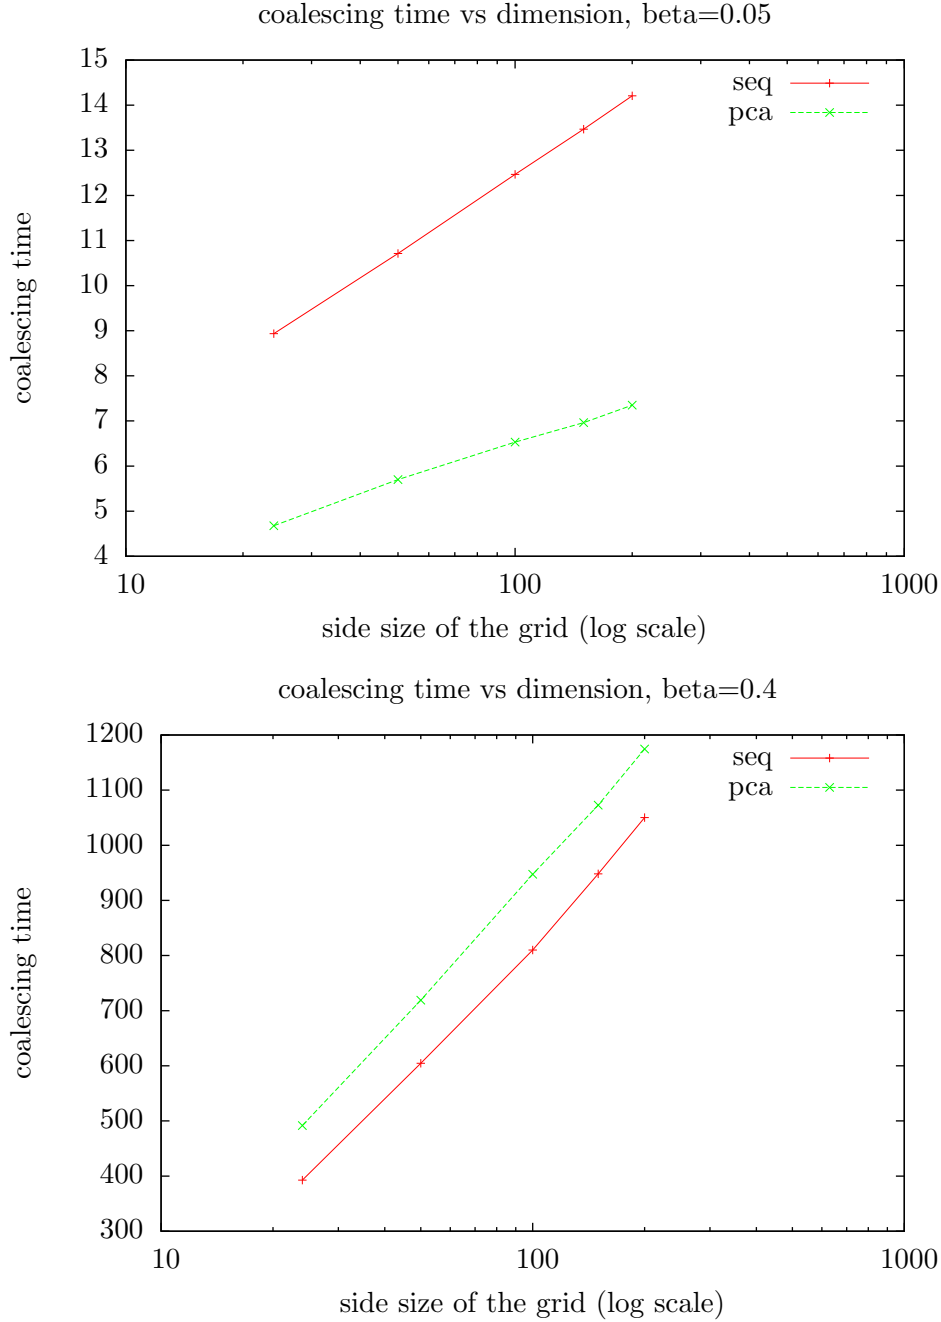 coalescing time vs dimension, beta=0.05
15
14
13
12
11
10
9
8
7
6
5
4
coalescing time
seq
pca
10 100 1000
side size of the grid (log scale)
coalescing time vs dimension, beta=0.4
1200
1100
1000
900
800
700
600
500
400
300
coalescing time
seq
pca
10 100 1000
side size of the grid (log scale)